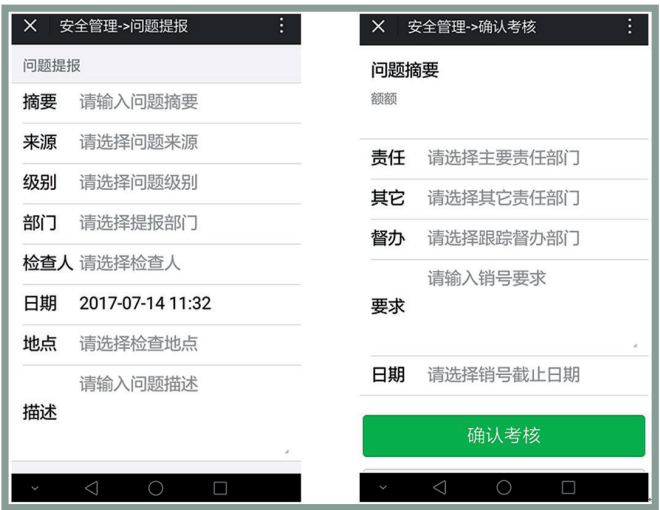 安全管理->问题提报
问题提报
摘要 请输入问题摘要
来源 请选择问题来源
级别 请选择问题级别
部门 请选择提报部门
检查人 请选择检查人
日期 2017-07-14 11:32
地点 请选择检查地点
请输入问题描述
描述
安全管理->确认考核
问题摘要
额额
责任 请选择主要责任部门
其它 请选择其它责任部门
督办 请选择跟踪督办部门
请输入销号要求
要求
日期 请选择销号截止日期
确认考核